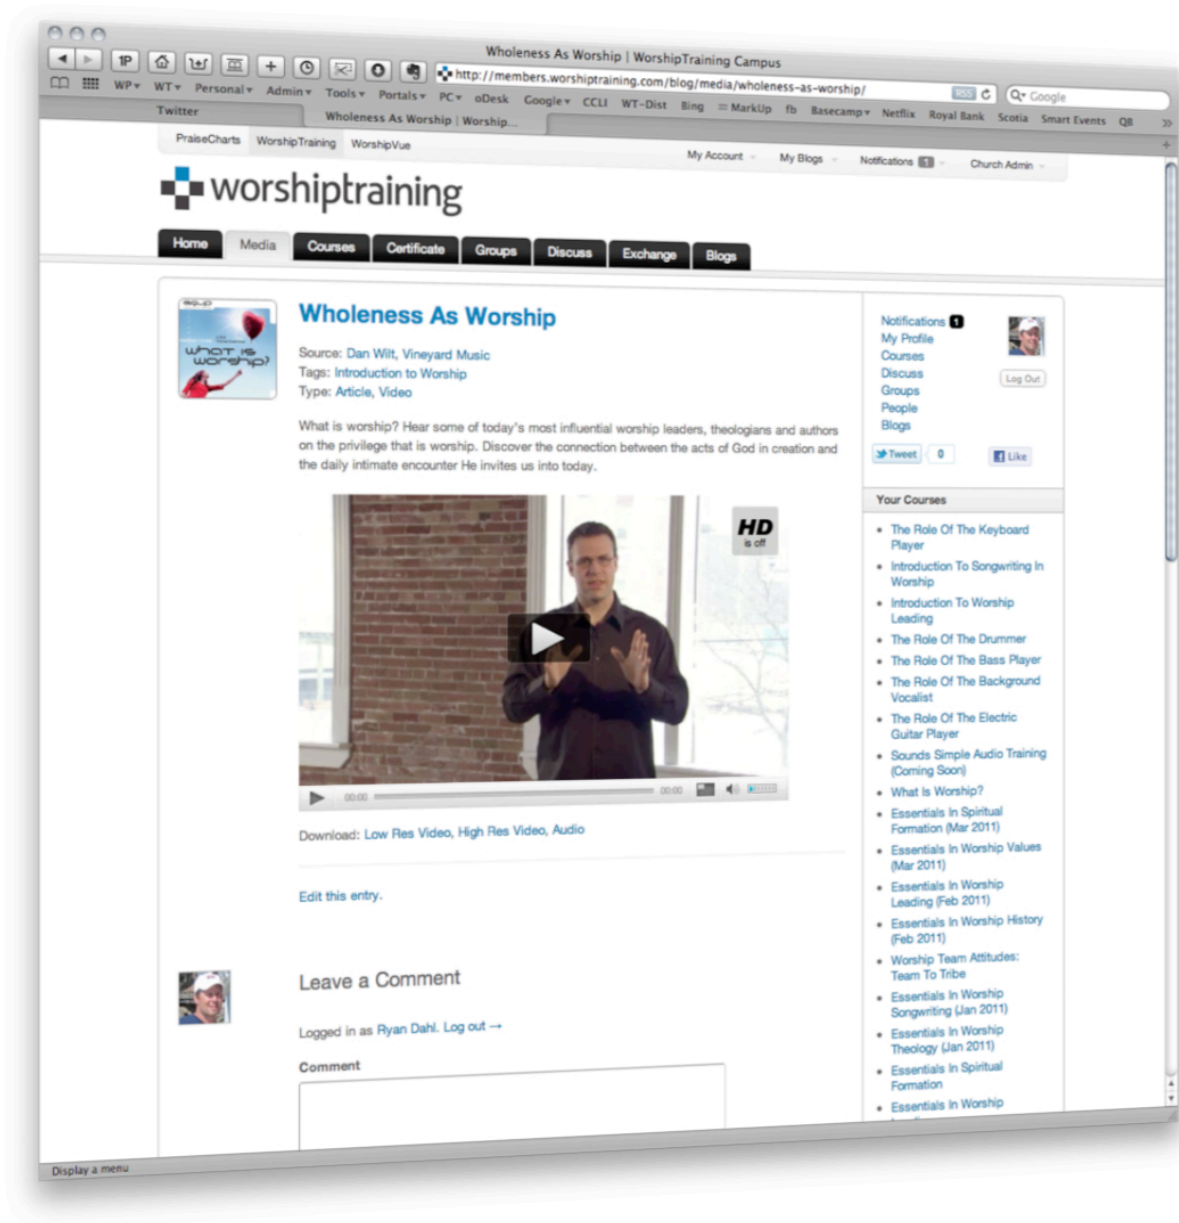 Wholeness As Worship | WorshipTraining Campus
1P
http://members.worshiptraining.com/blog/media/wholeness-as-worship/
RSS
Google
WP WT Personal Admin Tools Portals PC oDesk Google CCLI WT-Dist Bing MarkUp fb Basecamp Netflix Royal Bank Scotia Smart Events QB
Twitter
Wholeness As Worship | Worship...
PraiseCharts WorshipTraining WorshipVue
My Account My Blogs Notifications 1 Church Admin
worshiptraining
Home Media Courses Certificate Groups Discuss Exchange Blogs
what is worship?
Wholeness As Worship
Source: Dan Wilt, Vineyard Music
Tags: Introduction to Worship
Type: Article, Video
What is worship? Hear some of today's most influential worship leaders, theologians and authors
on the privilege that is worship. Discover the connection between the acts of God in creation and
the daily intimate encounter He invites us into today.
HD
is off
00:00 00:00
Download: Low Res Video, High Res Video, Audio
Edit this entry.
Leave a Comment
Logged in as Ryan Dahl. Log out →
Comment
Notifications 1
My Profile
Courses
Discuss
Groups
People
Blogs
Log Out
Tweet 0
Like
Your Courses
The Role Of The Keyboard
Player
Introduction To Songwriting In
Worship
Introduction To Worship
Leading
The Role Of The Drummer
The Role Of The Bass Player
The Role Of The Background
Vocalist
The Role Of The Electric
Guitar Player
Sounds Simple Audio Training
(Coming Soon)
What Is Worship?
Essentials In Spiritual
Formation (Mar 2011)
Essentials In Worship Values
(Mar 2011)
Essentials In Worship
Leading (Feb 2011)
Essentials In Worship History
(Feb 2011)
Worship Team Attitudes:
Team To Tribe
Essentials In Worship
Songwriting (Jan 2011)
Essentials In Worship
Theology (Jan 2011)
Essentials In Spiritual
Formation
Essentials In Worship
Display a menu